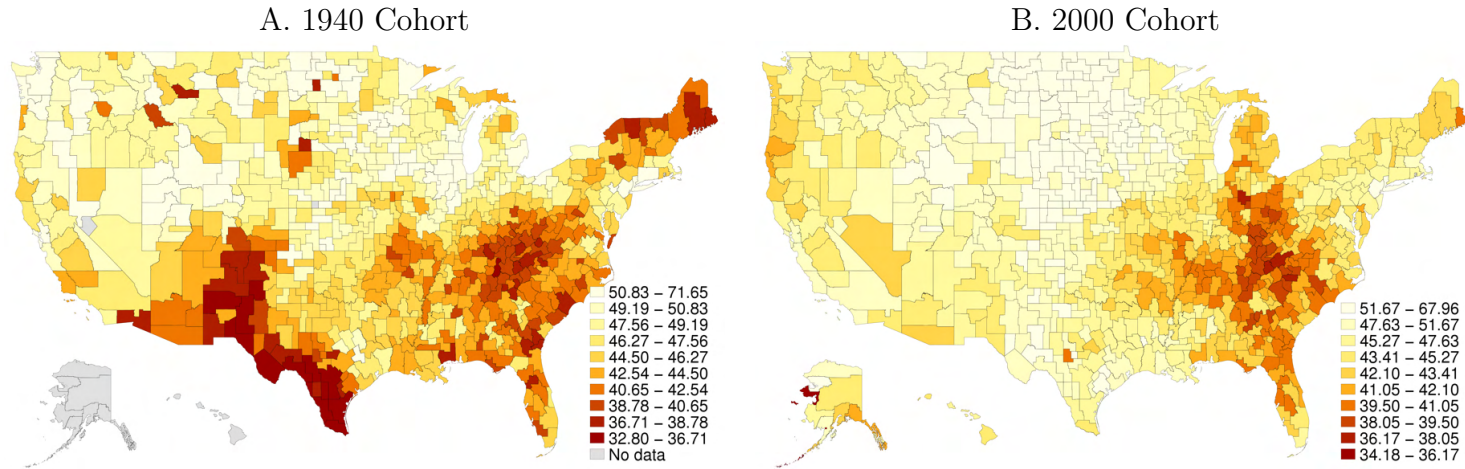 A. 1940 Cohort
50.83 – 71.65
49.19 – 50.83
47.56 – 49.19
46.27 – 47.56
44.50 – 46.27
42.54 – 44.50
40.65 – 42.54
38.78 – 40.65
36.71 – 38.78
32.80 – 36.71
No data
B. 2000 Cohort
51.67 – 67.96
47.63 – 51.67
45.27 – 47.63
43.41 – 45.27
42.10 – 43.41
41.05 – 42.10
39.50 – 41.05
38.05 – 39.50
36.17 – 38.05
34.18 – 36.17